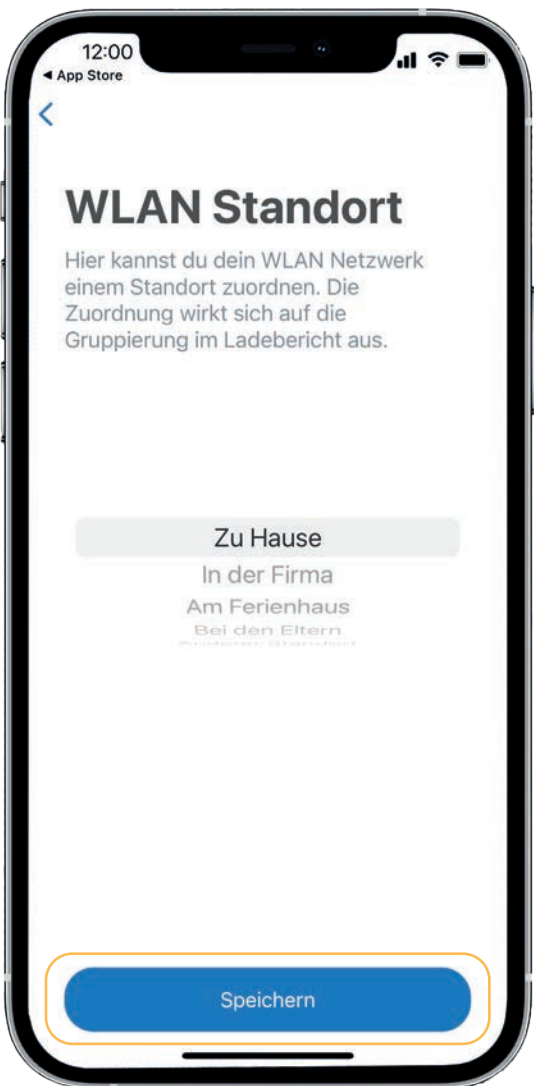 12:00
◀ App Store
WLAN Standort
Hier kannst du dein WLAN Netzwerk
einem Standort zuordnen. Die
Zuordnung wirkt sich auf die
Gruppierung im Ladebericht aus.
Zu Hause
In der Firma
Am Ferienhaus
Bei den Eltern
Speichern